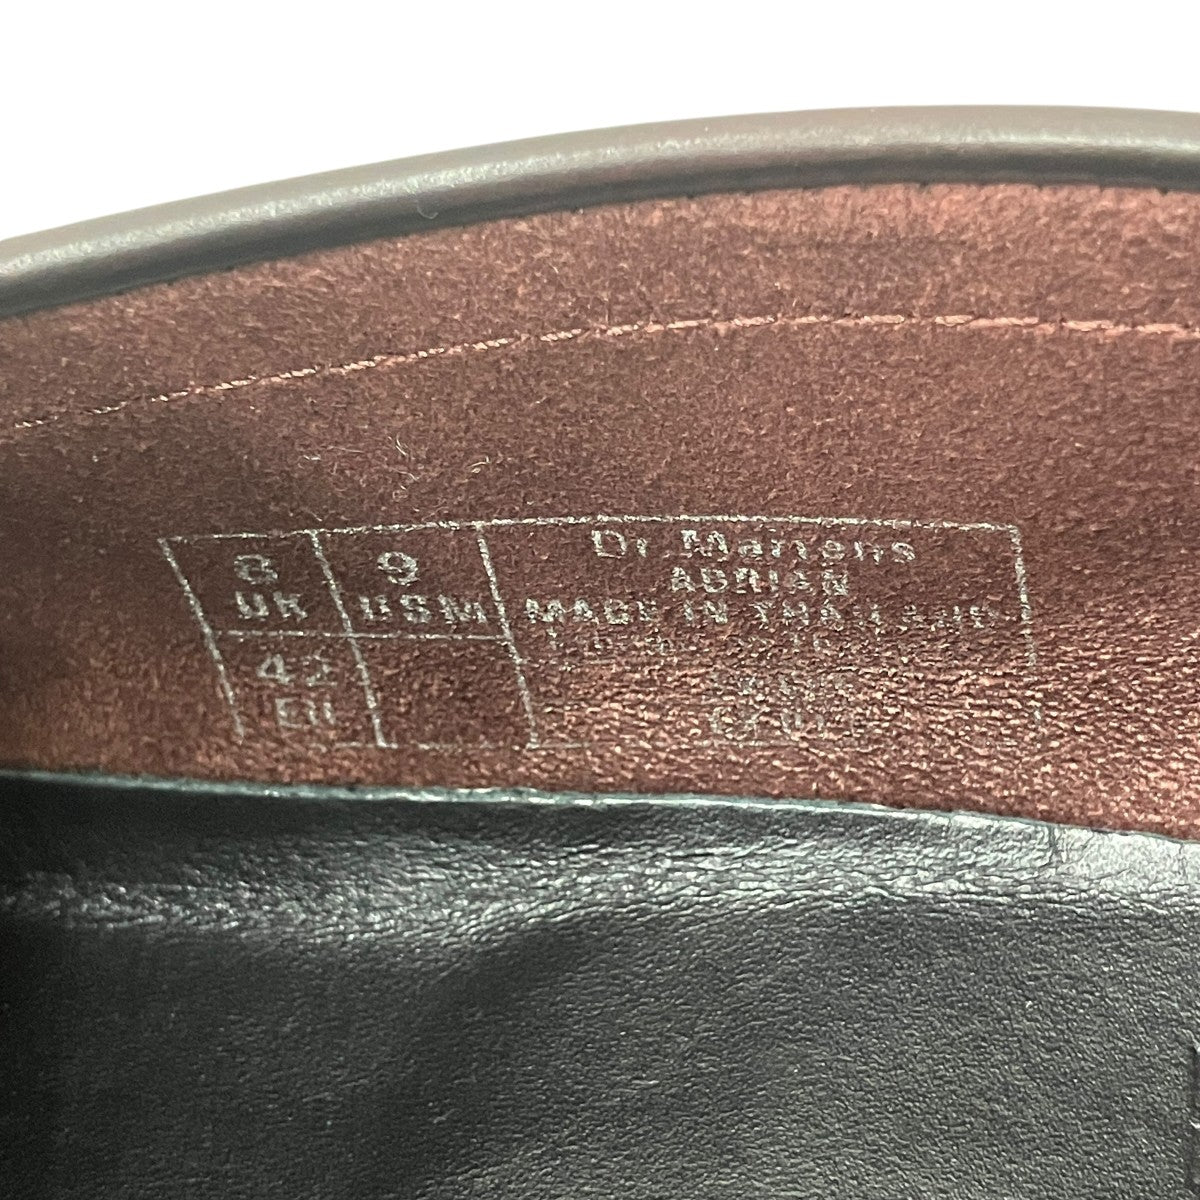 8
UK
9
USM
42
EU
Dr Martens
ADRIAN
MADE IN THAILAND